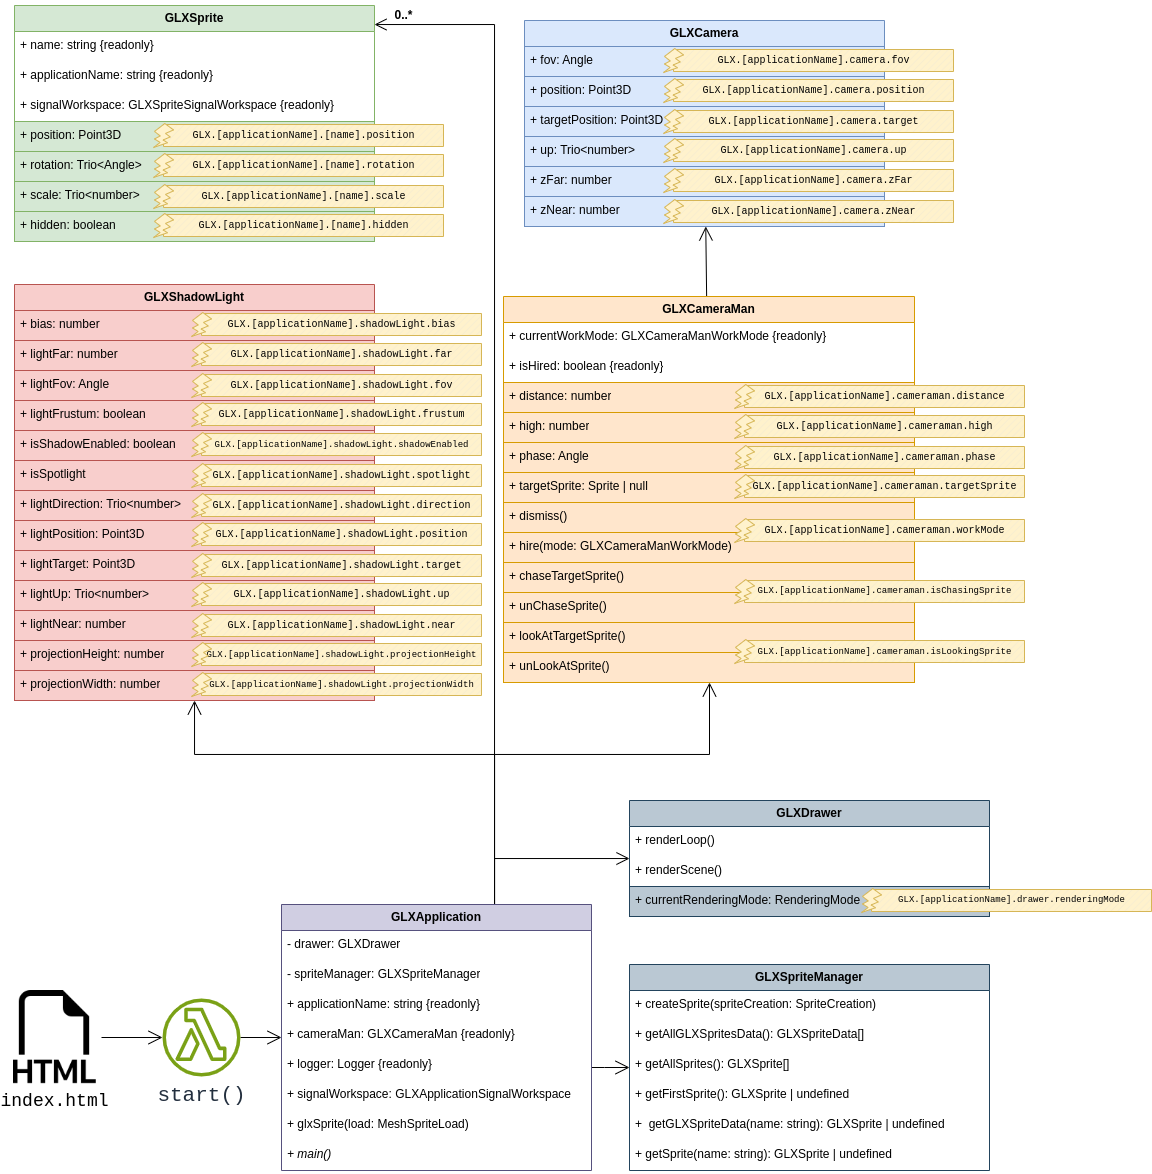 GLXSprite
0..*
+ name: string {readonly}
+ applicationName: string {readonly}
+ signalWorkspace: GLXSpriteSignalWorkspace {readonly}
+ position: Point3D
GLX.[applicationName].[name].position
+ rotation: Trio<Angle>
GLX.[applicationName].[name].rotation
+ scale: Trio<number>
GLX.[applicationName].[name].scale
+ hidden: boolean
GLX.[applicationName].[name].hidden
GLXCamera
+ fov: Angle
GLX.[applicationName].camera.fov
+ position: Point3D
GLX.[applicationName].camera.position
+ targetPosition: Point3D
GLX.[applicationName].camera.target
+ up: Trio<number>
GLX.[applicationName].camera.up
+ zFar: number
GLX.[applicationName].camera.zFar
+ zNear: number
GLX.[applicationName].camera.zNear
GLXShadowLight
+ bias: number
GLX.[applicationName].shadowLight.bias
+ lightFar: number
GLX.[applicationName].shadowLight.far
+ lightFov: Angle
GLX.[applicationName].shadowLight.fov
+ lightFrustum: boolean
GLX.[applicationName].shadowLight.frustum
+ isShadowEnabled: boolean
GLX.[applicationName].shadowLight.shadowEnabled
+ isSpotlight
GLX.[applicationName].shadowLight.spotlight
+ lightDirection: Trio<number>
GLX.[applicationName].shadowLight.direction
+ lightPosition: Point3D
GLX.[applicationName].shadowLight.position
+ lightTarget: Point3D
GLX.[applicationName].shadowLight.target
+ lightUp: Trio<number>
GLX.[applicationName].shadowLight.up
+ lightNear: number
GLX.[applicationName].shadowLight.near
+ projectionHeight: number
GLX.[applicationName].shadowLight.projectionHeight
+ projectionWidth: number
GLX.[applicationName].shadowLight.projectionWidth
GLXCameraMan
+ currentWorkMode: GLXCameraManWorkMode {readonly}
+ isHired: boolean {readonly}
+ distance: number
GLX.[applicationName].cameraman.distance
+ high: number
GLX.[applicationName].cameraman.high
+ phase: Angle
GLX.[applicationName].cameraman.phase
+ targetSprite: Sprite | null
GLX.[applicationName].cameraman.targetSprite
+ dismiss()
GLX.[applicationName].cameraman.workMode
+ hire(mode: GLXCameraManWorkMode)
+ chaseTargetSprite()
GLX.[applicationName].cameraman.isChasingSprite
+ unChaseSprite()
+ lookAtTargetSprite()
GLX.[applicationName].cameraman.isLookingSprite
+ unLookAtSprite()
GLXDrawer
+ renderLoop()
+ renderScene()
+ currentRenderingMode: RenderingMode
GLX.[applicationName].drawer.renderingMode
GLXApplication
- drawer: GLXDrawer
- spriteManager: GLXSpriteManager
+ applicationName: string {readonly}
+ cameraMan: GLXCameraMan {readonly}
+ logger: Logger {readonly}
+ signalWorkspace: GLXApplicationSignalWorkspace
+ glxSprite(load: MeshSpriteLoad)
+ main()
GLXSpriteManager
+ createSprite(spriteCreation: SpriteCreation)
+ getAllGLXSpritesData(): GLXSpriteData[]
+ getAllSprites(): GLXSprite[]
+ getFirstSprite(): GLXSprite | undefined
+  getGLXSpriteData(name: string): GLXSprite | undefined
+ getSprite(name: string): GLXSprite | undefined
HTML
index.html
start()